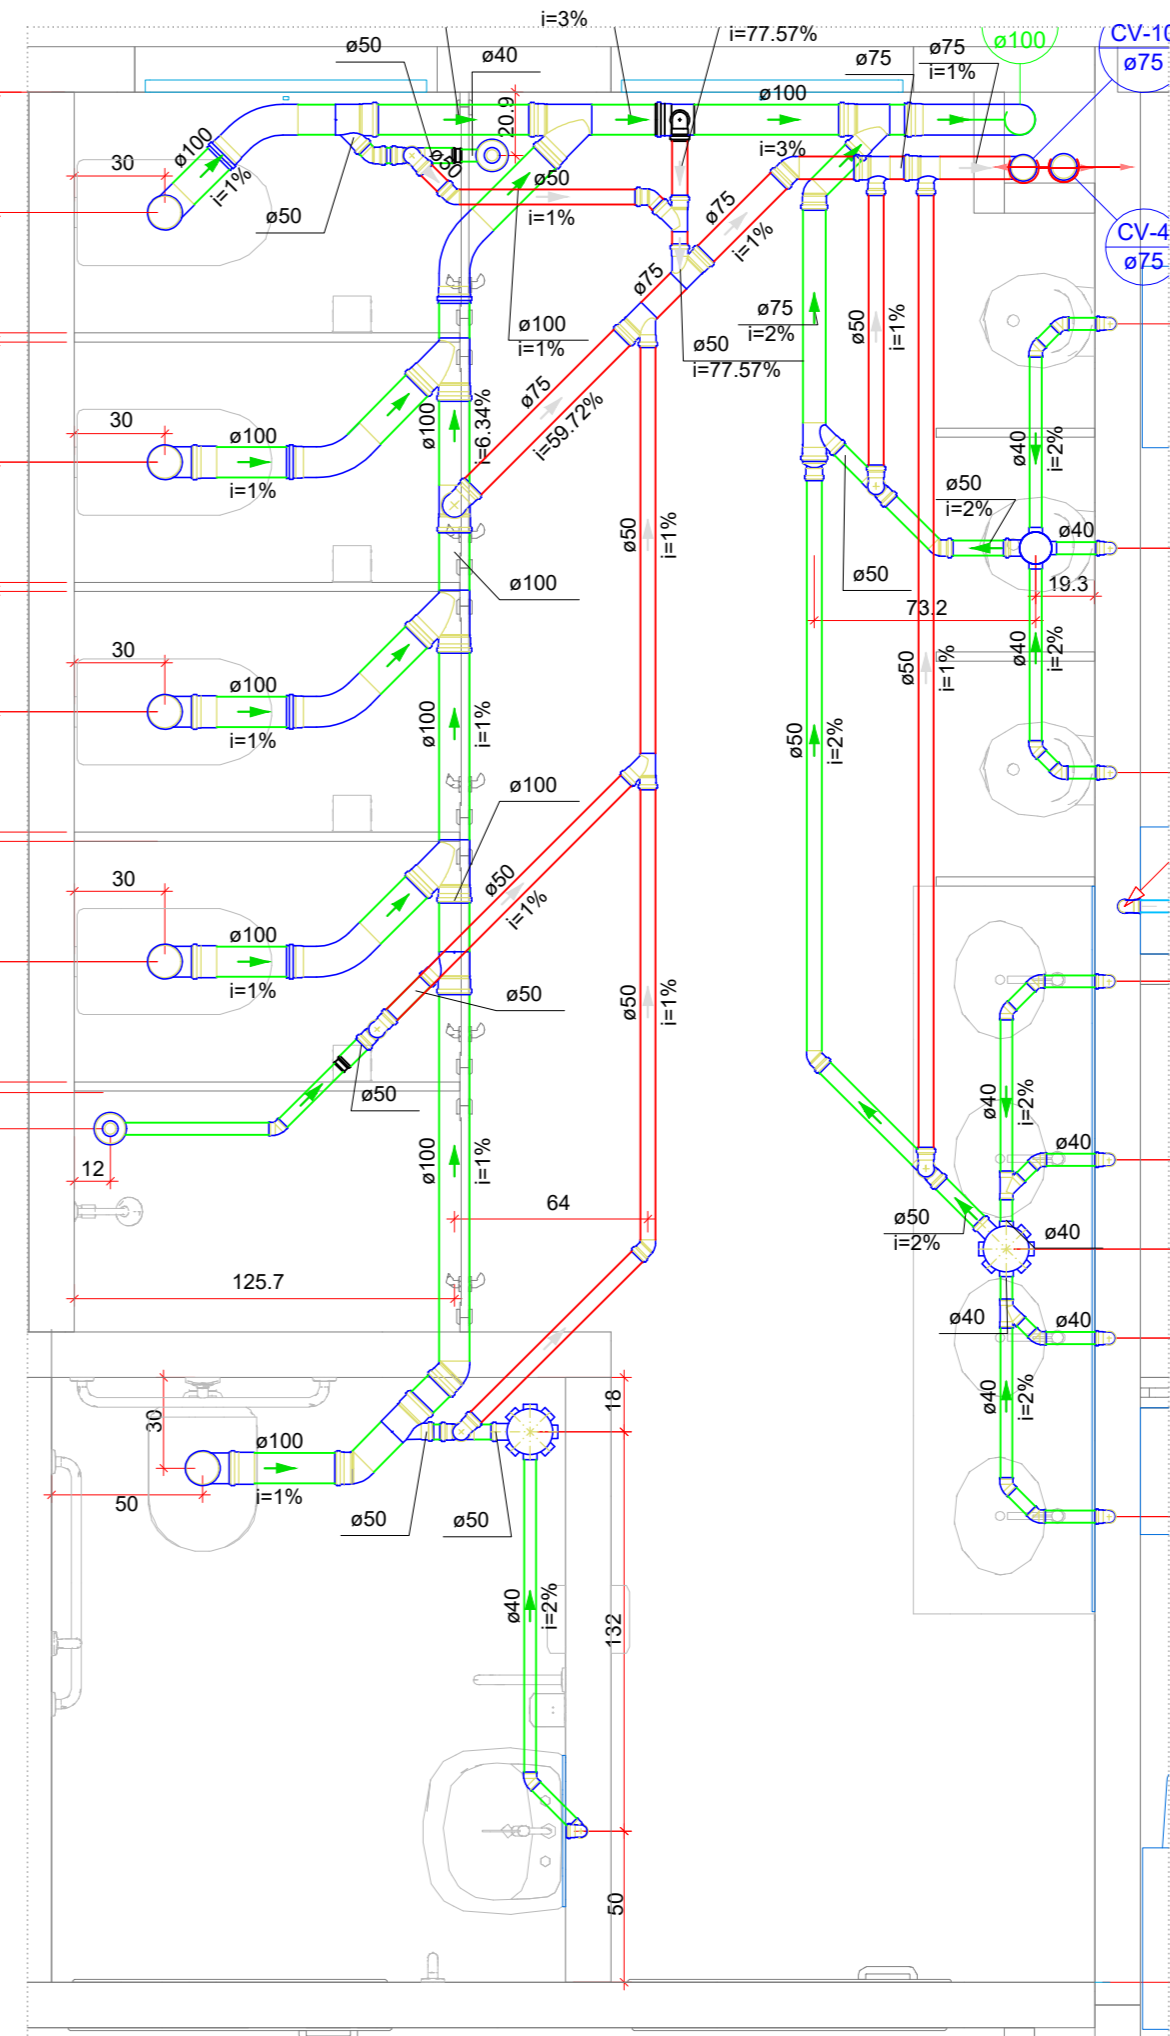 i=3%
i=77.57%
ø100
CV-10
ø75
ø50
ø40
ø75
ø75
i=1%
20.9
ø100
i=3%
ø100
i=1%
30
ø50
ø50
ø50
i=1%
ø75
i=1%
CV-4
ø75
ø75
ø100
i=1%
ø75
i=2%
ø50
i=77.57%
ø50
i=1%
30
ø100
i=1%
ø100
i=6.34%
ø75
i=59.72%
ø40
i=2%
ø50
i=2%
ø40
ø50
i=1%
ø100
ø50
19.3
73.2
30
ø100
i=1%
ø100
i=1%
ø50
i=1%
ø40
i=2%
ø50
i=2%
ø100
30
ø100
i=1%
ø50
i=1%
ø50
ø50
i=1%
ø50
12
ø100
i=1%
ø40
i=2%
ø40
64
ø50
i=2%
ø40
125.7
ø40
ø40
30
18
ø40
i=2%
ø100
i=1%
50
ø50
ø50
ø40
i=2%
132
50